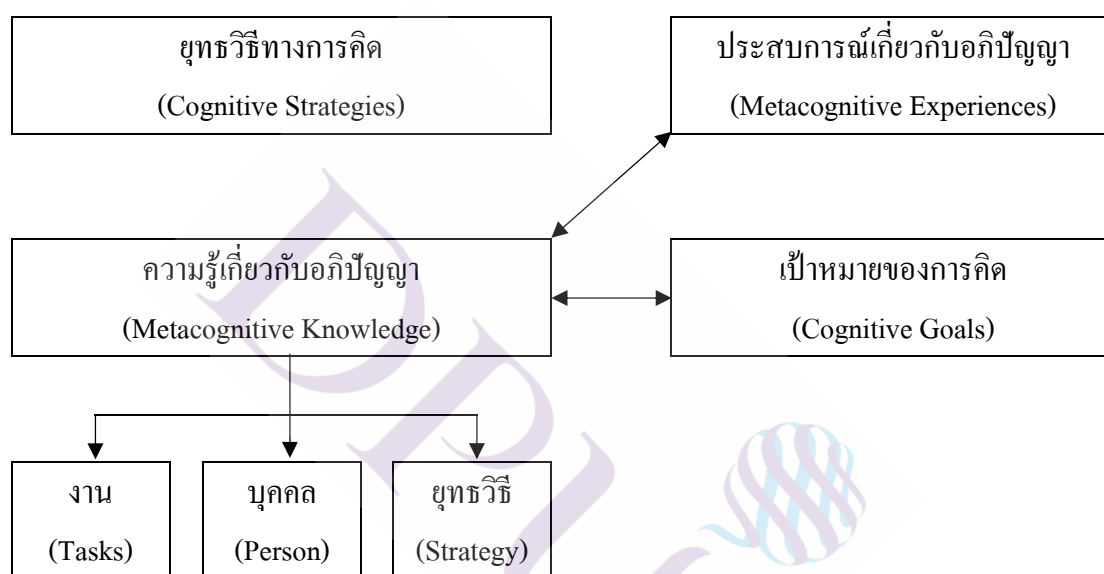 ยุทธวิธีทางการคิด
(Cognitive Strategies)
ประสบการณ์เกี่ยวกับอภิปัญญา
(Metacognitive Experiences)
ความรู้เกี่ยวกับอภิปัญญา
(Metacognitive Knowledge)
เป้าหมายของการคิด
(Cognitive Goals)
งาน
(Tasks)
บุคคล
(Person)
ยุทธวิธี
(Strategy)